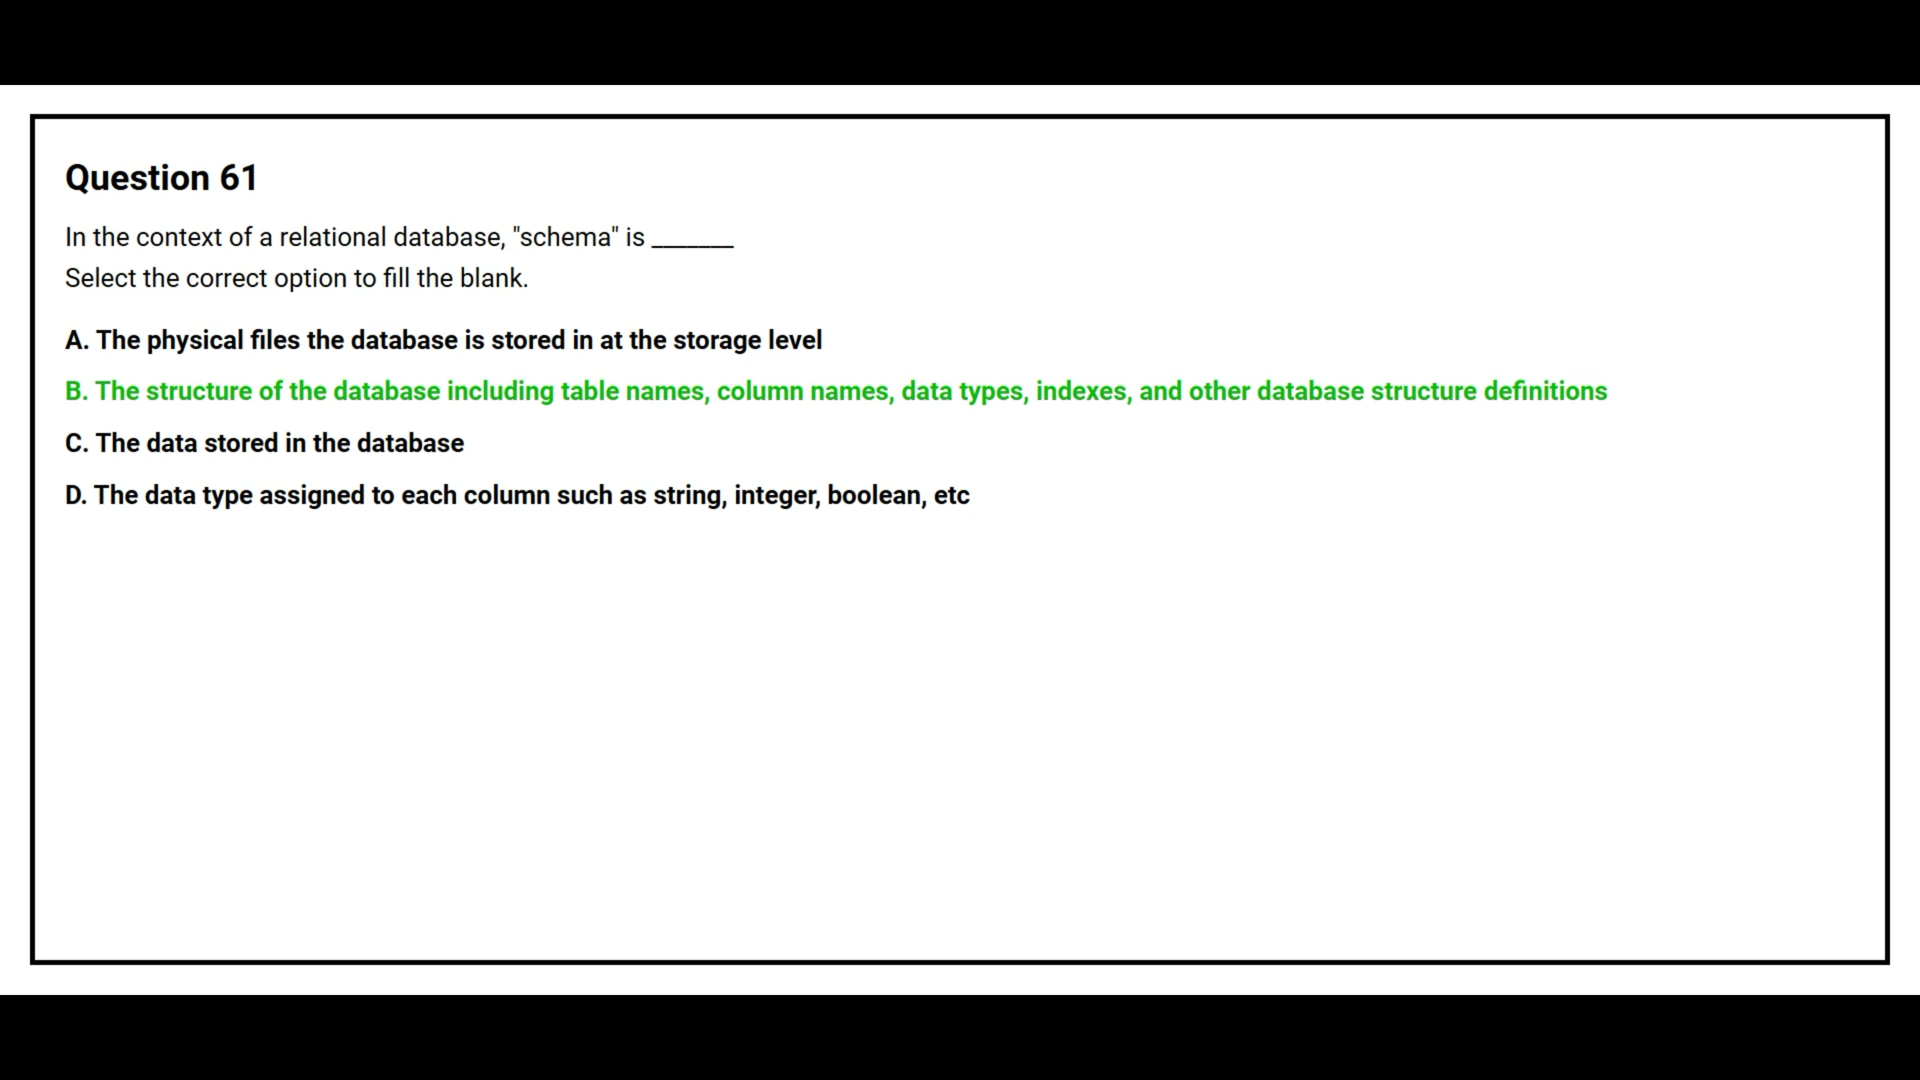 Question 61
In the context of a relational database, "schema" is _______
Select the correct option to fill the blank.
A. The physical files the database is stored in at the storage level
B. The structure of the database including table names, column names, data types, indexes, and other database structure definitions
C. The data stored in the database
D. The data type assigned to each column such as string, integer, boolean, etc